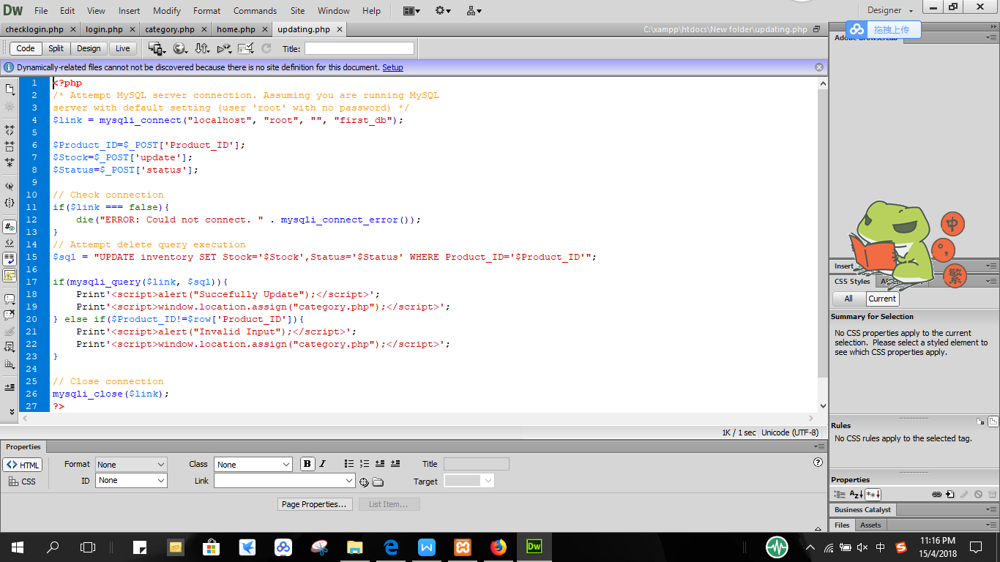 Dw File Edit View Insert Modify Format Commands Site Window Help Designer
checklogin.php login.php category.php home.php updating.php C:\xampp\htdocs\New folder\updating.php
拖拽上传
Code Split Design Live Title:
Adobe BrowserLab
Dynamically-related files cannot not be discovered because there is no site definition for this document. Setup
1 <?php
2 /* Attempt MySQL server connection. Assuming you are running MySQL
3 server with default setting (user 'root' with no password) */
4 $link = mysqli_connect("localhost", "root", "", "first_db");
5
6 $Product_ID=$_POST['Product_ID'];
7 $Stock=$_POST['update'];
8 $Status=$_POST['status'];
9
10 // Check connection
11 if($link === false){
12 die("ERROR: Could not connect. " . mysqli_connect_error());
13 }
14 // Attempt delete query execution
15 $sql = "UPDATE inventory SET Stock='$Stock',Status='$Status' WHERE Product_ID='$Product_ID'";
16
17 if(mysqli_query($link, $sql)){
18 Print'<script>alert("Succefully Update");</script>';
19 Print'<script>window.location.assign("category.php");</script>';
20 } else if($Product_ID!=$row['Product_ID']){
21 Print'<script>alert("Invalid Input");</script>';
22 Print'<script>window.location.assign("category.php");</script>';
23 }
24
25 // Close connection
26 mysqli_close($link);
27 ?>
中
°,
繁
Insert
CSS Styles
All Current
Summary for Selection
No CSS properties apply to the current
selection. Please select a styled element to
see which CSS properties apply.
Rules
No CSS rules apply to the selected tag.
Properties
Business Catalyst
Files Assets
1K / 1 sec Unicode (UTF-8)
Properties
<> HTML Format None Class None B I Title
CSS ID None Link Target
Page Properties... List Item...
Dw 中 11:16 PM
15/4/2018